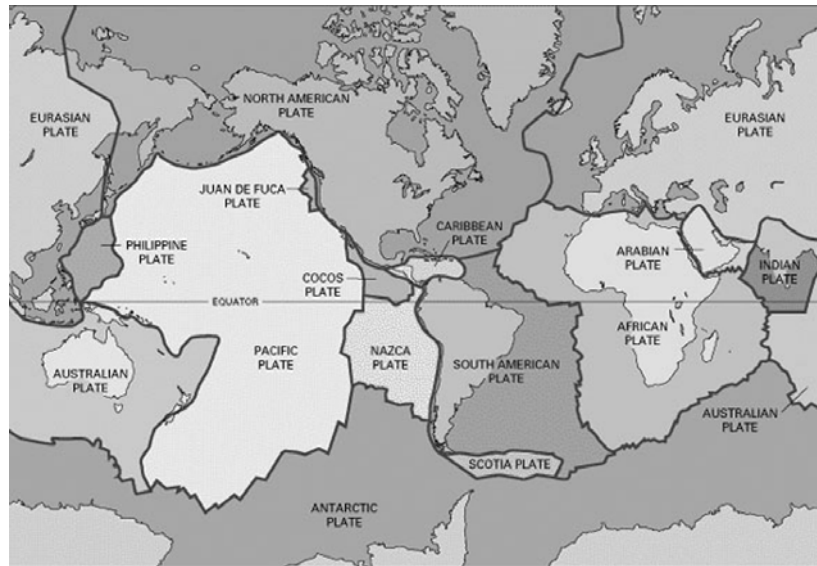 NORTH AMERICAN
PLATE
EURASIAN
PLATE
EURASIAN
PLATE
JUAN DE FUCA
PLATE
CARIBBEAN
PLATE
PHILIPPINE
PLATE
ARABIAN
PLATE
INDIAN
PLATE
COCOS
PLATE
EQUATOR
AFRICAN
PLATE
PACIFIC
PLATE
NAZCA
PLATE
SOUTH AMERICAN
PLATE
AUSTRALIAN
PLATE
AUSTRALIAN
PLATE
SCOTIA PLATE
ANTARCTIC
PLATE